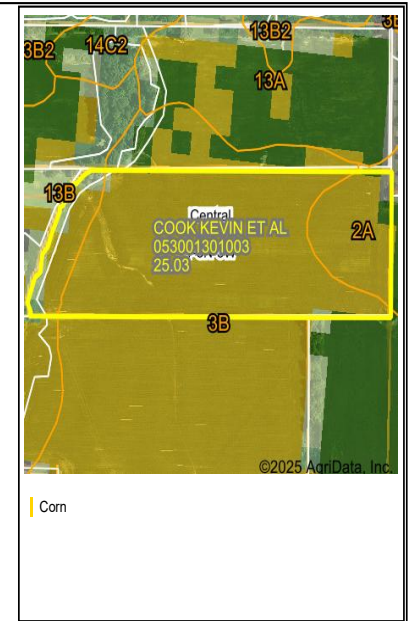 3B2
14C2
13B2
3B
13A
13B
Central
COOK KEVIN ET AL
053001301003
25.03
2A
3B
©2025 AgriData, Inc.
Corn